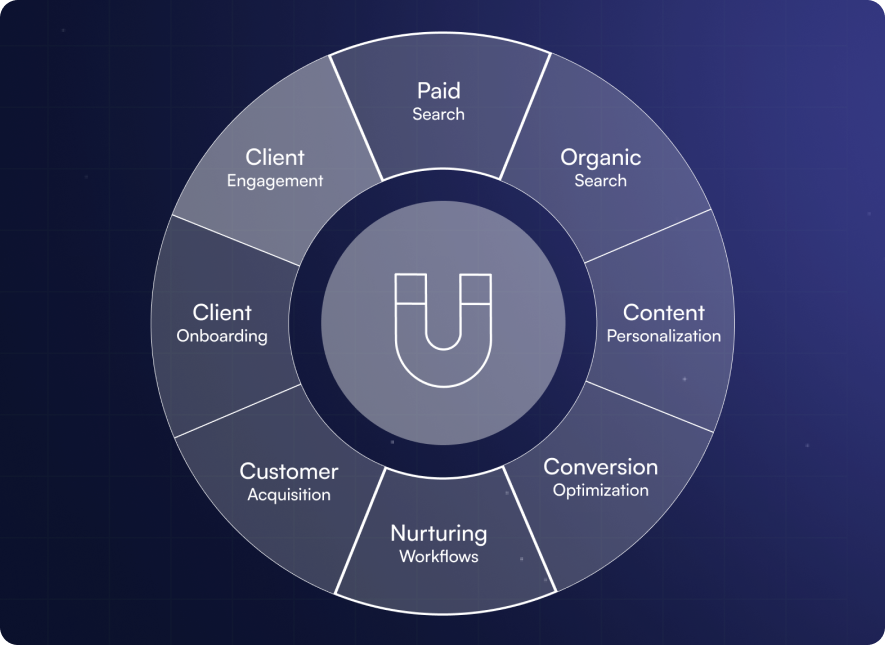 Paid
Search
Organic
Search
Content
Personalization
Conversion
Optimization
Nurturing
Workflows
Customer
Acquisition
Client
Onboarding
Client
Engagement